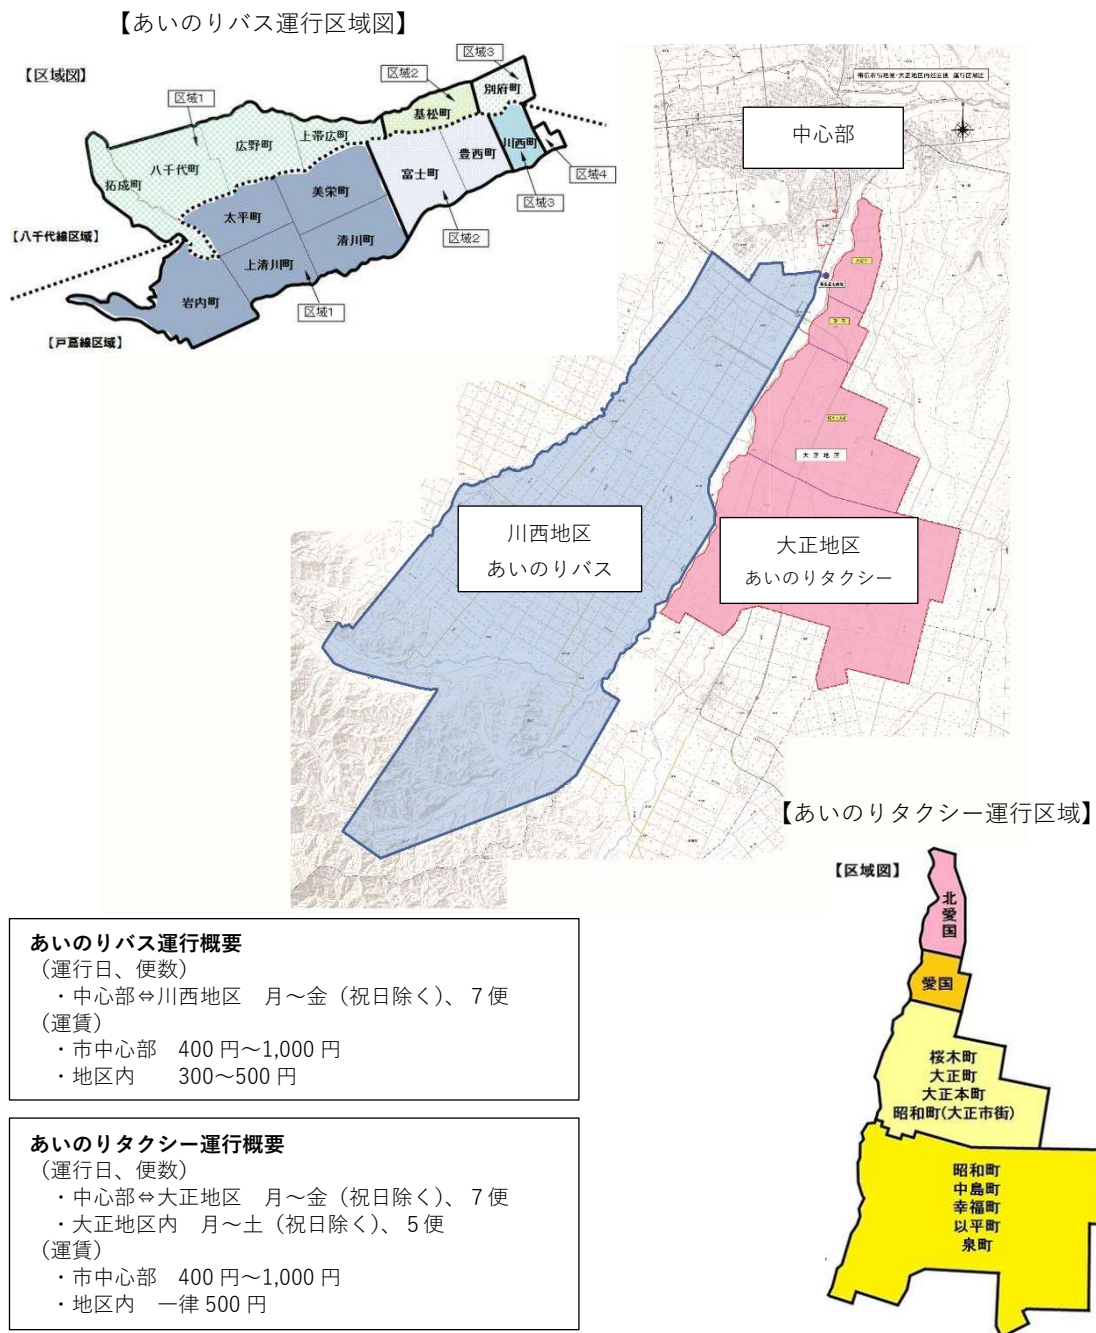 【あいのりバス運行区域図】
【区域図】
区域1
区域2
区域3
別府町
基松町
上帯広町
広野町
八千代町
拓成町
川西町
豊西町
富士町
美栄町
太平町
清川町
上清川町
岩内町
区域4
区域3
区域2
区域1
【八千代線区域】
【戸蔦線区域】
中心部
大正地区
川西地区
あいのりバス
大正地区
あいのりタクシー
【あいのりタクシー運行区域】
【区域図】
北愛国
愛国
桜木町
大正町
大正本町
昭和町(大正市街)
昭和町
中島町
幸福町
以平町
泉町
あいのりバス運行概要
(運行日、便数)
・中心部⇔川西地区　月～金（祝日除く）、7便
(運賃)
・市中心部　400円～1,000円
・地区内　　300～500円
あいのりタクシー運行概要
(運行日、便数)
・中心部⇔大正地区　月～金（祝日除く）、7便
・大正地区内　月～土（祝日除く）、5便
(運賃)
・市中心部　400円～1,000円
・地区内　一律500円